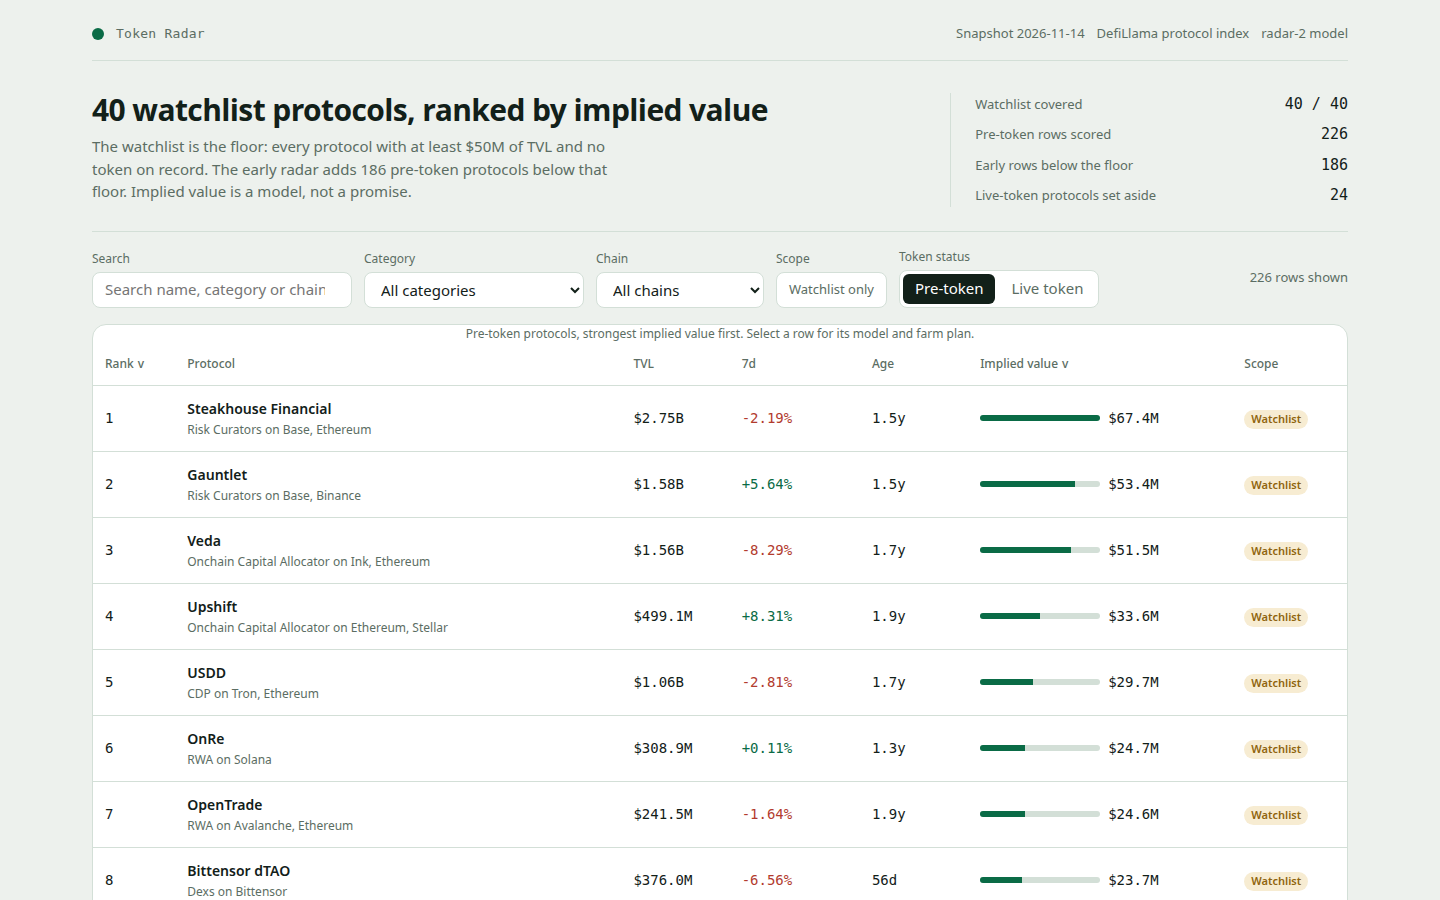 Token Radar
Snapshot 2026-11-14 DefiLlama protocol index radar-2 model
40 watchlist protocols, ranked by implied value
The watchlist is the floor: every protocol with at least $50M of TVL and no
token on record. The early radar adds 186 pre-token protocols below that
floor. Implied value is a model, not a promise.
Watchlist covered 40 / 40
Pre-token rows scored 226
Early rows below the floor 186
Live-token protocols set aside 24
Search Category Chain Scope Token status
Search name, category or chain All categories All chains Watchlist only Pre-token Live token 226 rows shown
Pre-token protocols, strongest implied value first. Select a row for its model and farm plan.
Rank v Protocol TVL 7d Age Implied value v Scope
1 Steakhouse Financial $2.75B -2.19% 1.5y $67.4M Watchlist
Risk Curators on Base, Ethereum
2 Gauntlet $1.58B +5.64% 1.5y $53.4M Watchlist
Risk Curators on Base, Binance
3 Veda $1.56B -8.29% 1.7y $51.5M Watchlist
Onchain Capital Allocator on Ink, Ethereum
4 Upshift $499.1M +8.31% 1.9y $33.6M Watchlist
Onchain Capital Allocator on Ethereum, Stellar
5 USDD $1.06B -2.81% 1.7y $29.7M Watchlist
CDP on Tron, Ethereum
6 OnRe $308.9M +0.11% 1.3y $24.7M Watchlist
RWA on Solana
7 OpenTrade $241.5M -1.64% 1.9y $24.6M Watchlist
RWA on Avalanche, Ethereum
8 Bittensor dTAO $376.0M -6.56% 56d $23.7M Watchlist
Dexs on Bittensor